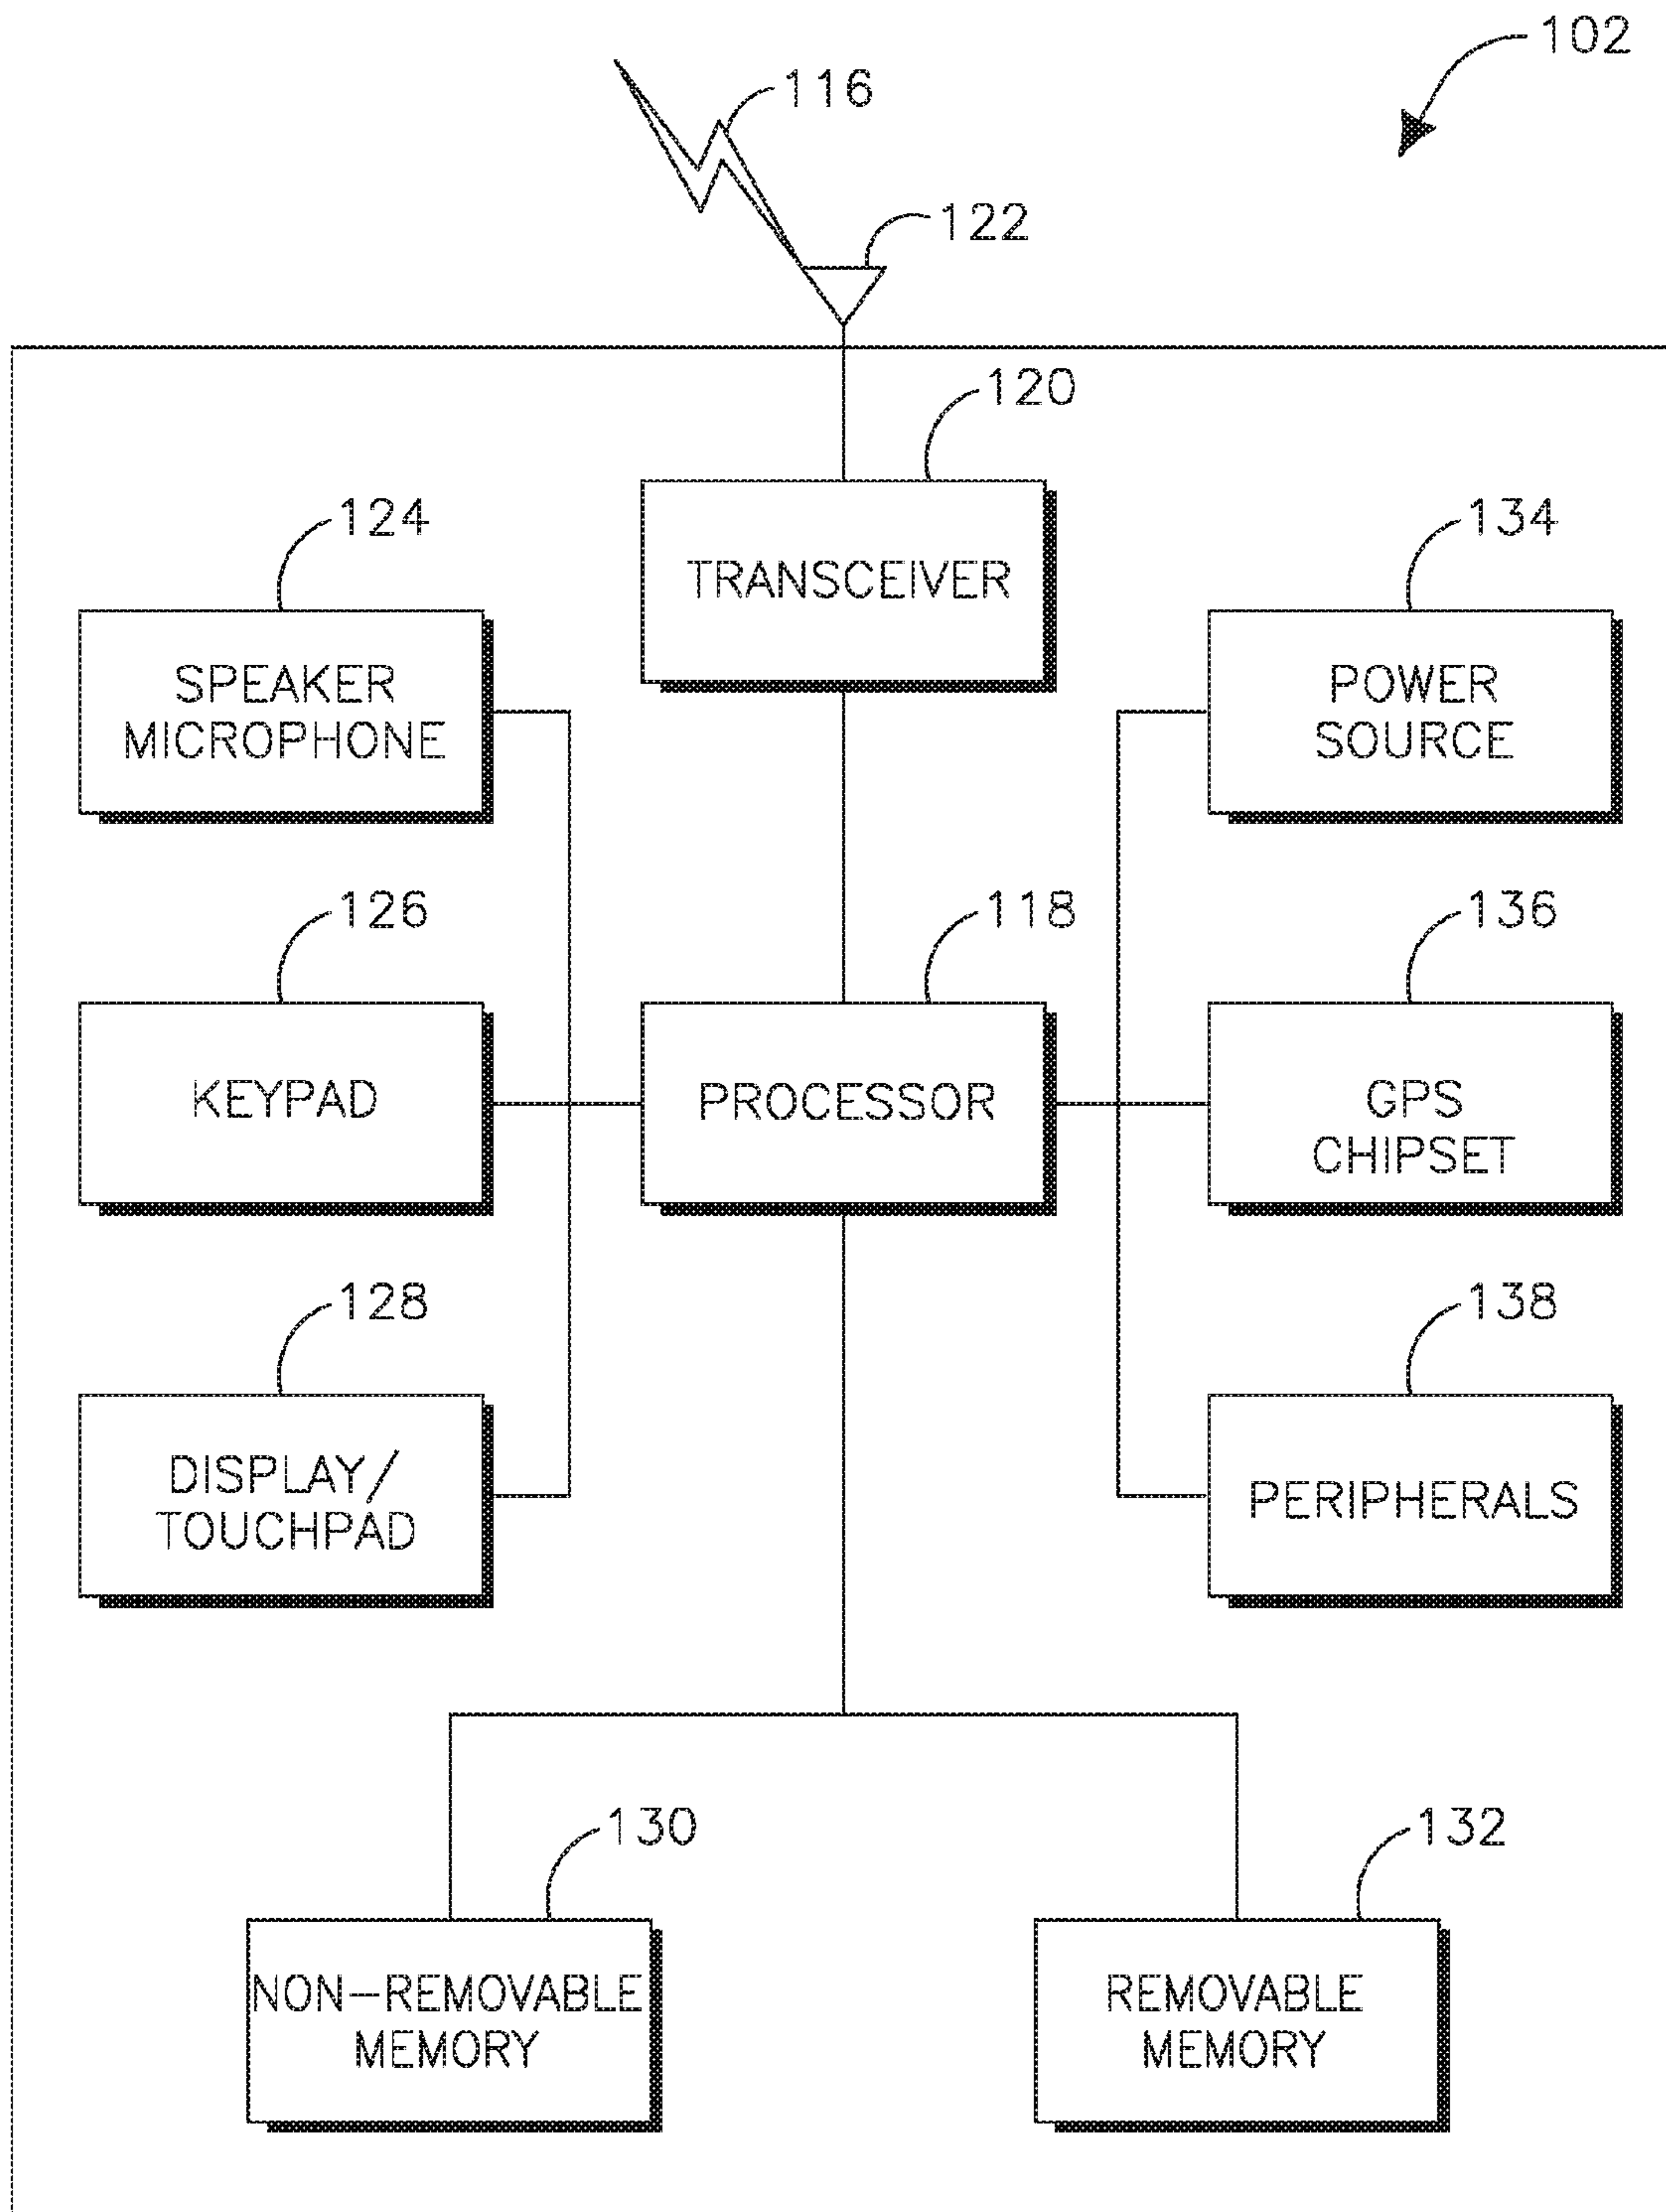 102
116
122
120
TRANSCEIVER
124
SPEAKER
MICROPHONE
134
POWER
SOURCE
126
KEYPAD
118
PROCESSOR
136
GPS
CHIPSET
128
DISPLAY/
TOUCHPAD
138
PERIPHERALS
130
NON-REMOVABLE
MEMORY
132
REMOVABLE
MEMORY